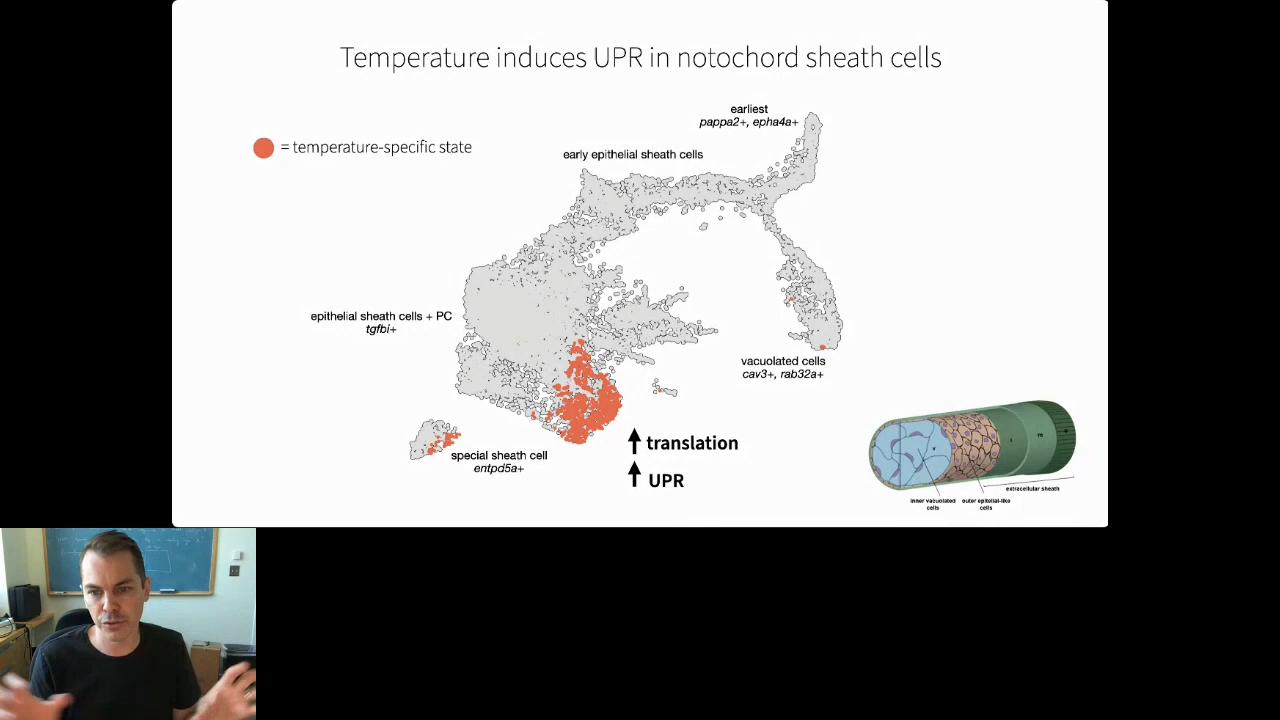 Temperature induces UPR in notochord sheath cells
= temperature-specific state
earliest
pappa2+, epha4a+
early epithelial sheath cells
epithelial sheath cells + PC
tgfbi+
vacuolated cells
cav3+, rab32a+
special sheath cell
entpd5a+
translation
UPR
extracellular sheath
inner vacuolated
cells
outer epitelial-like
cells